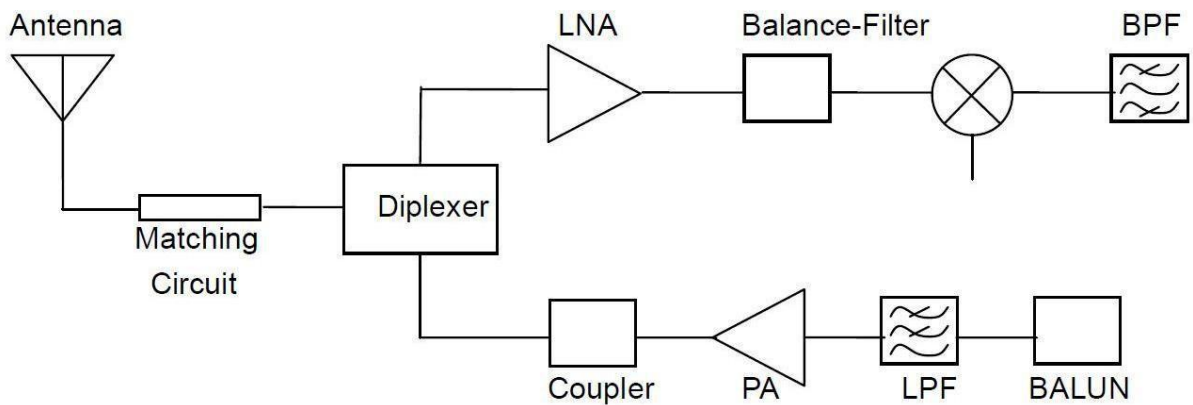 Antenna
LNA
Balance-Filter
BPF
Diplexer
Matching
Circuit
Coupler
PA
LPF
BALUN